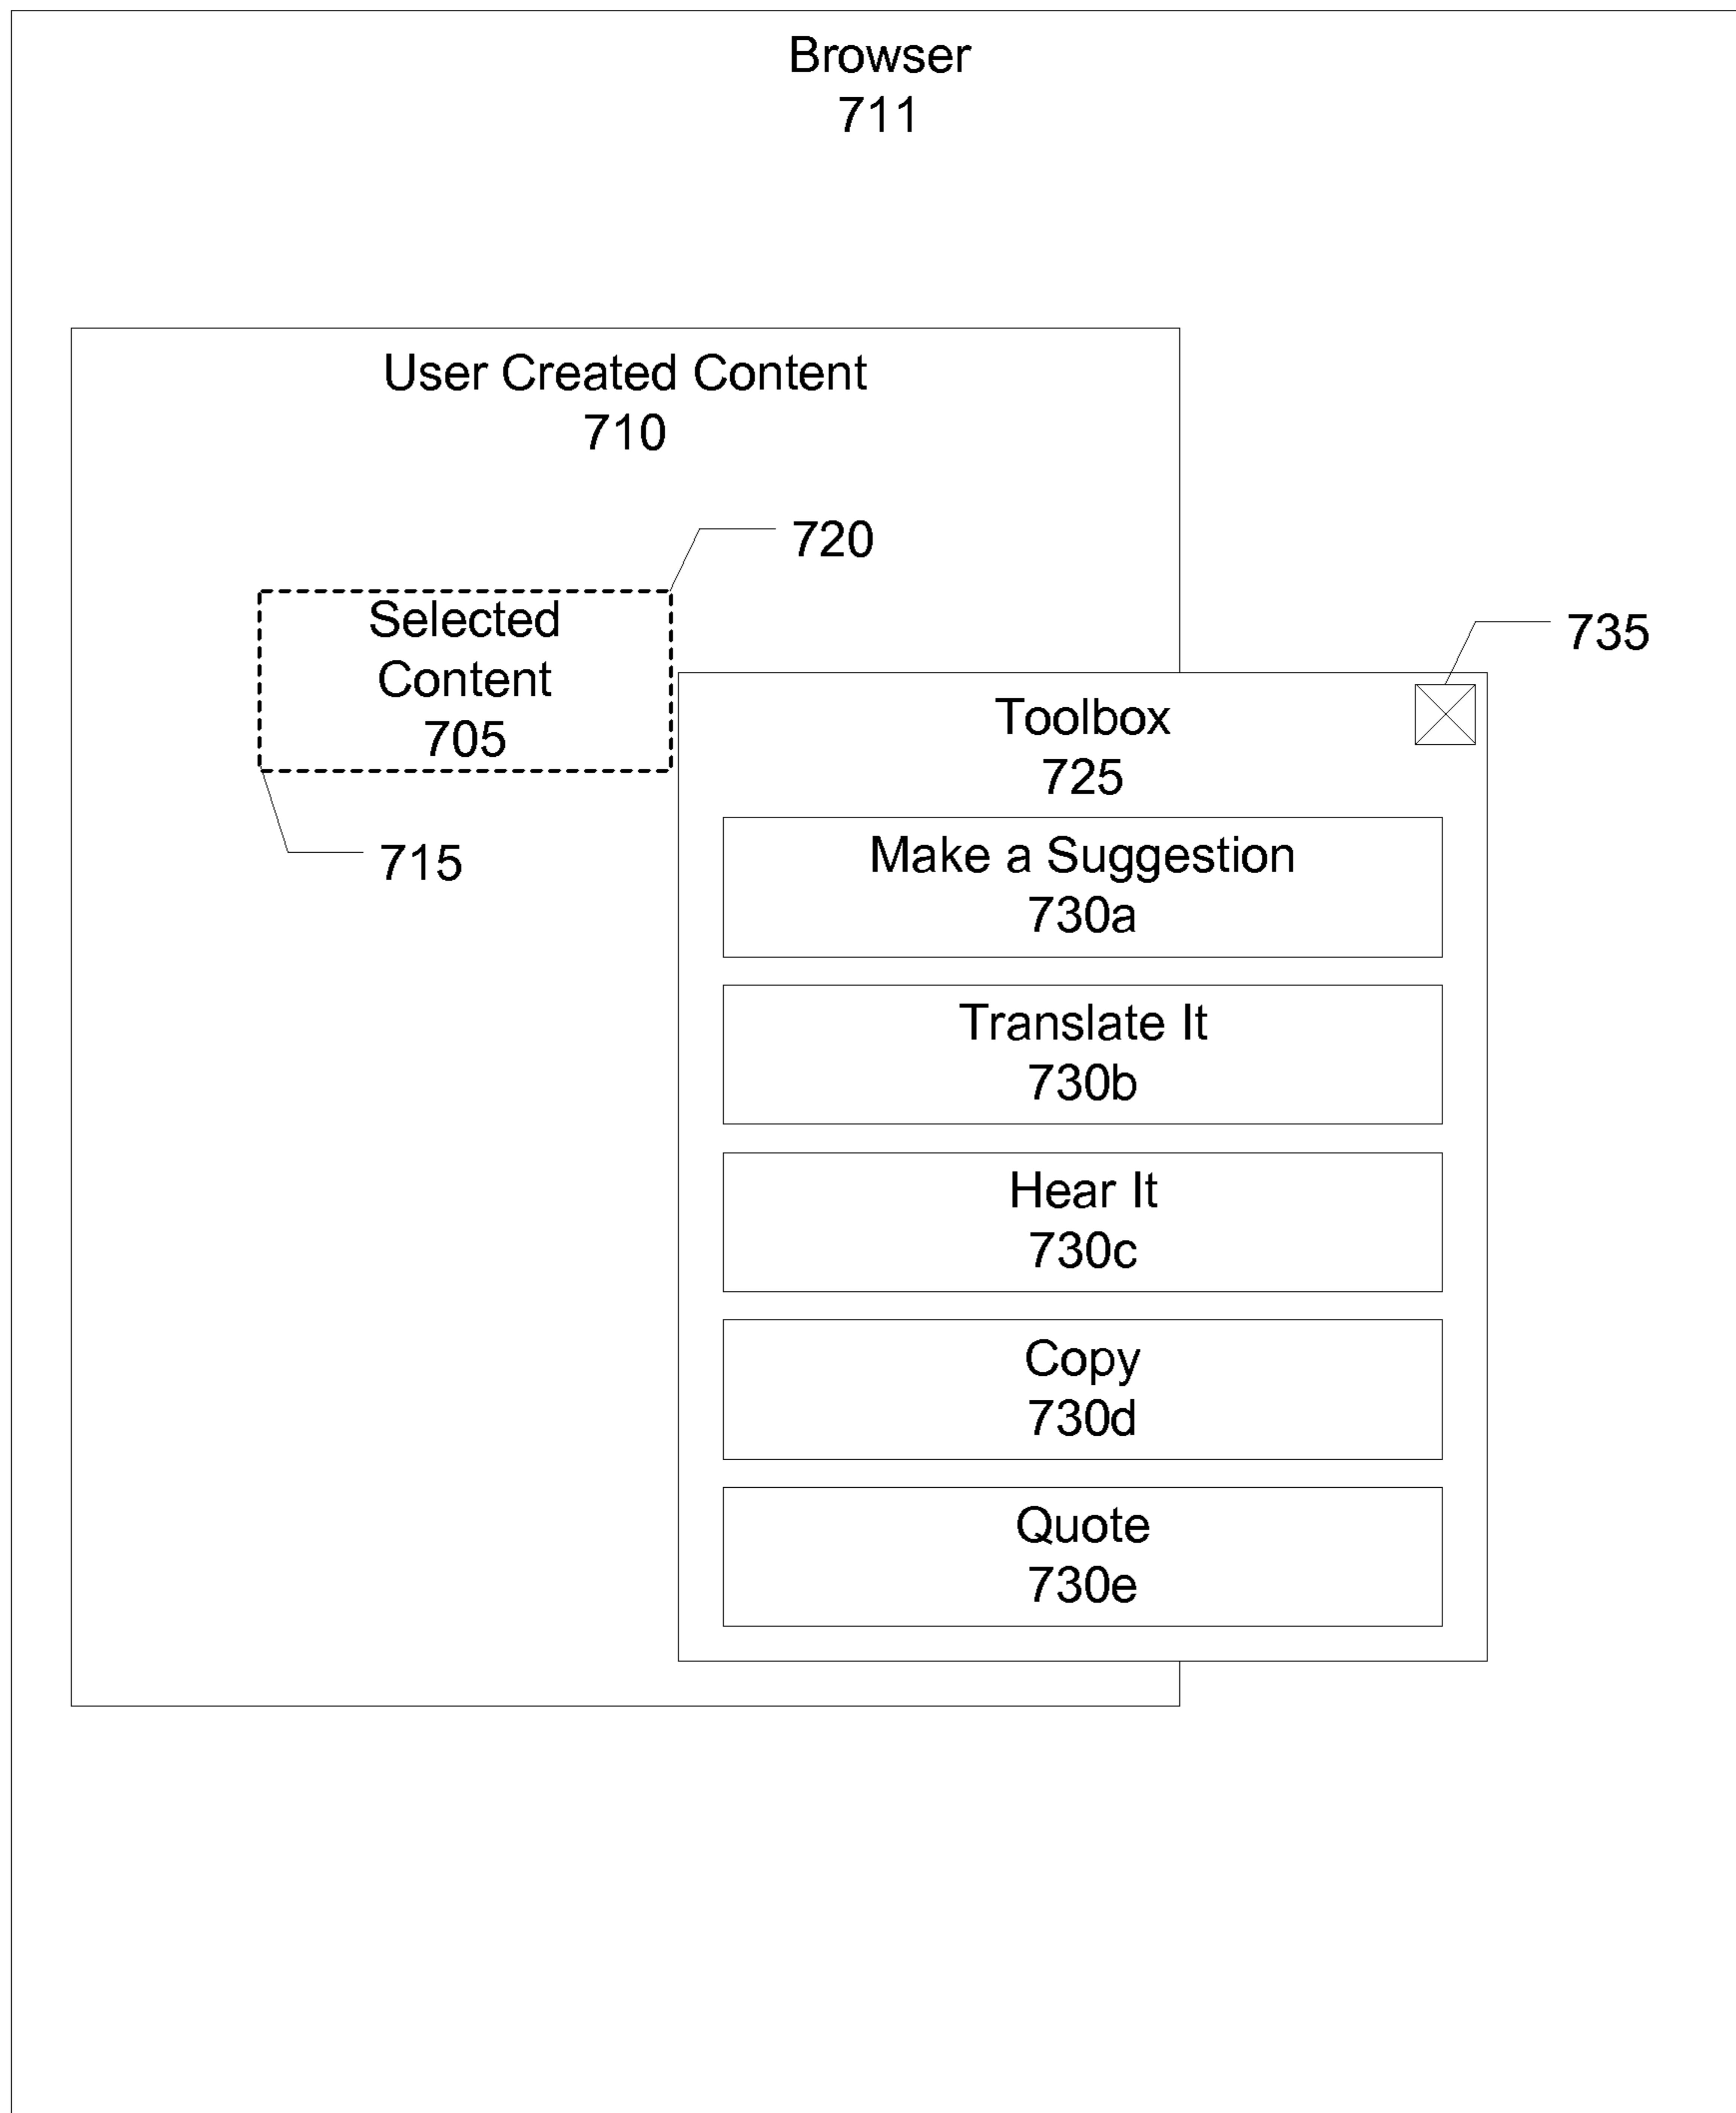 Browser
711
User Created Content
710
720
Selected
Content
705
715
735
Toolbox
725
Make a Suggestion
730a
Translate It
730b
Hear It
730c
Copy
730d
Quote
730e